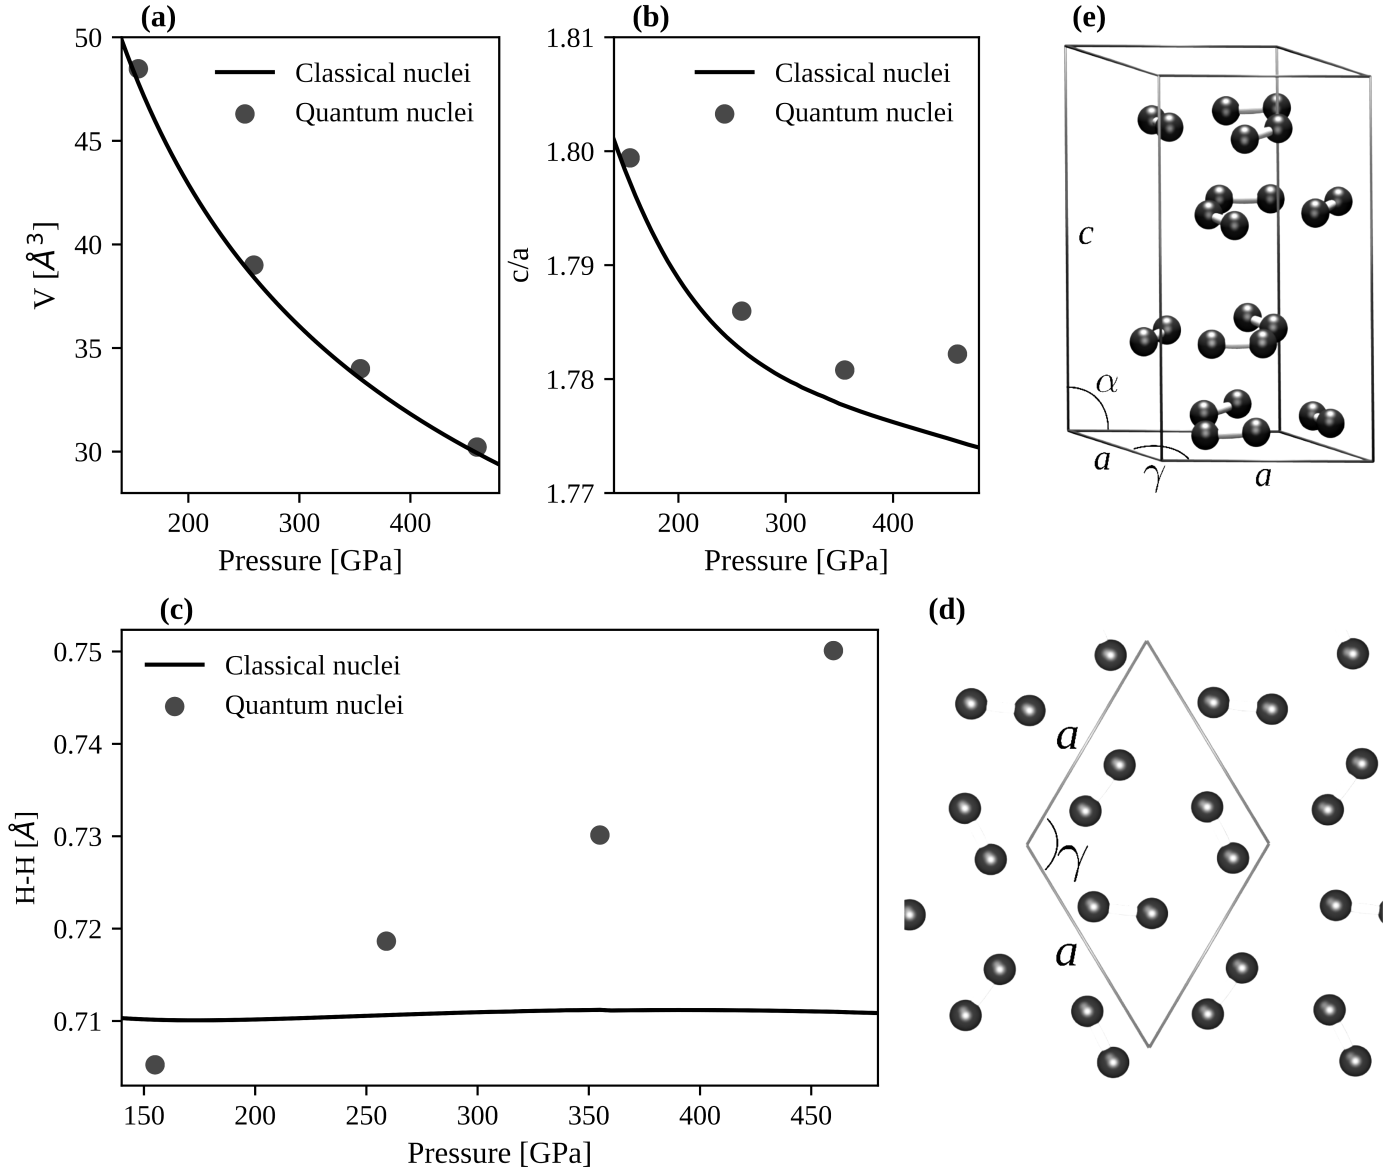 (a)
50
45
40
35
30
V [Å³]
200 300 400
Pressure [GPa]
Classical nuclei
Quantum nuclei
(b)
1.81
1.80
1.79
1.78
1.77
c/a
200 300 400
Pressure [GPa]
Classical nuclei
Quantum nuclei
(e)
c
α
a
γ
a
(c)
0.75
0.74
0.73
0.72
0.71
H-H [Å]
150 200 250 300 350 400 450
Pressure [GPa]
Classical nuclei
Quantum nuclei
(d)
a
γ
a